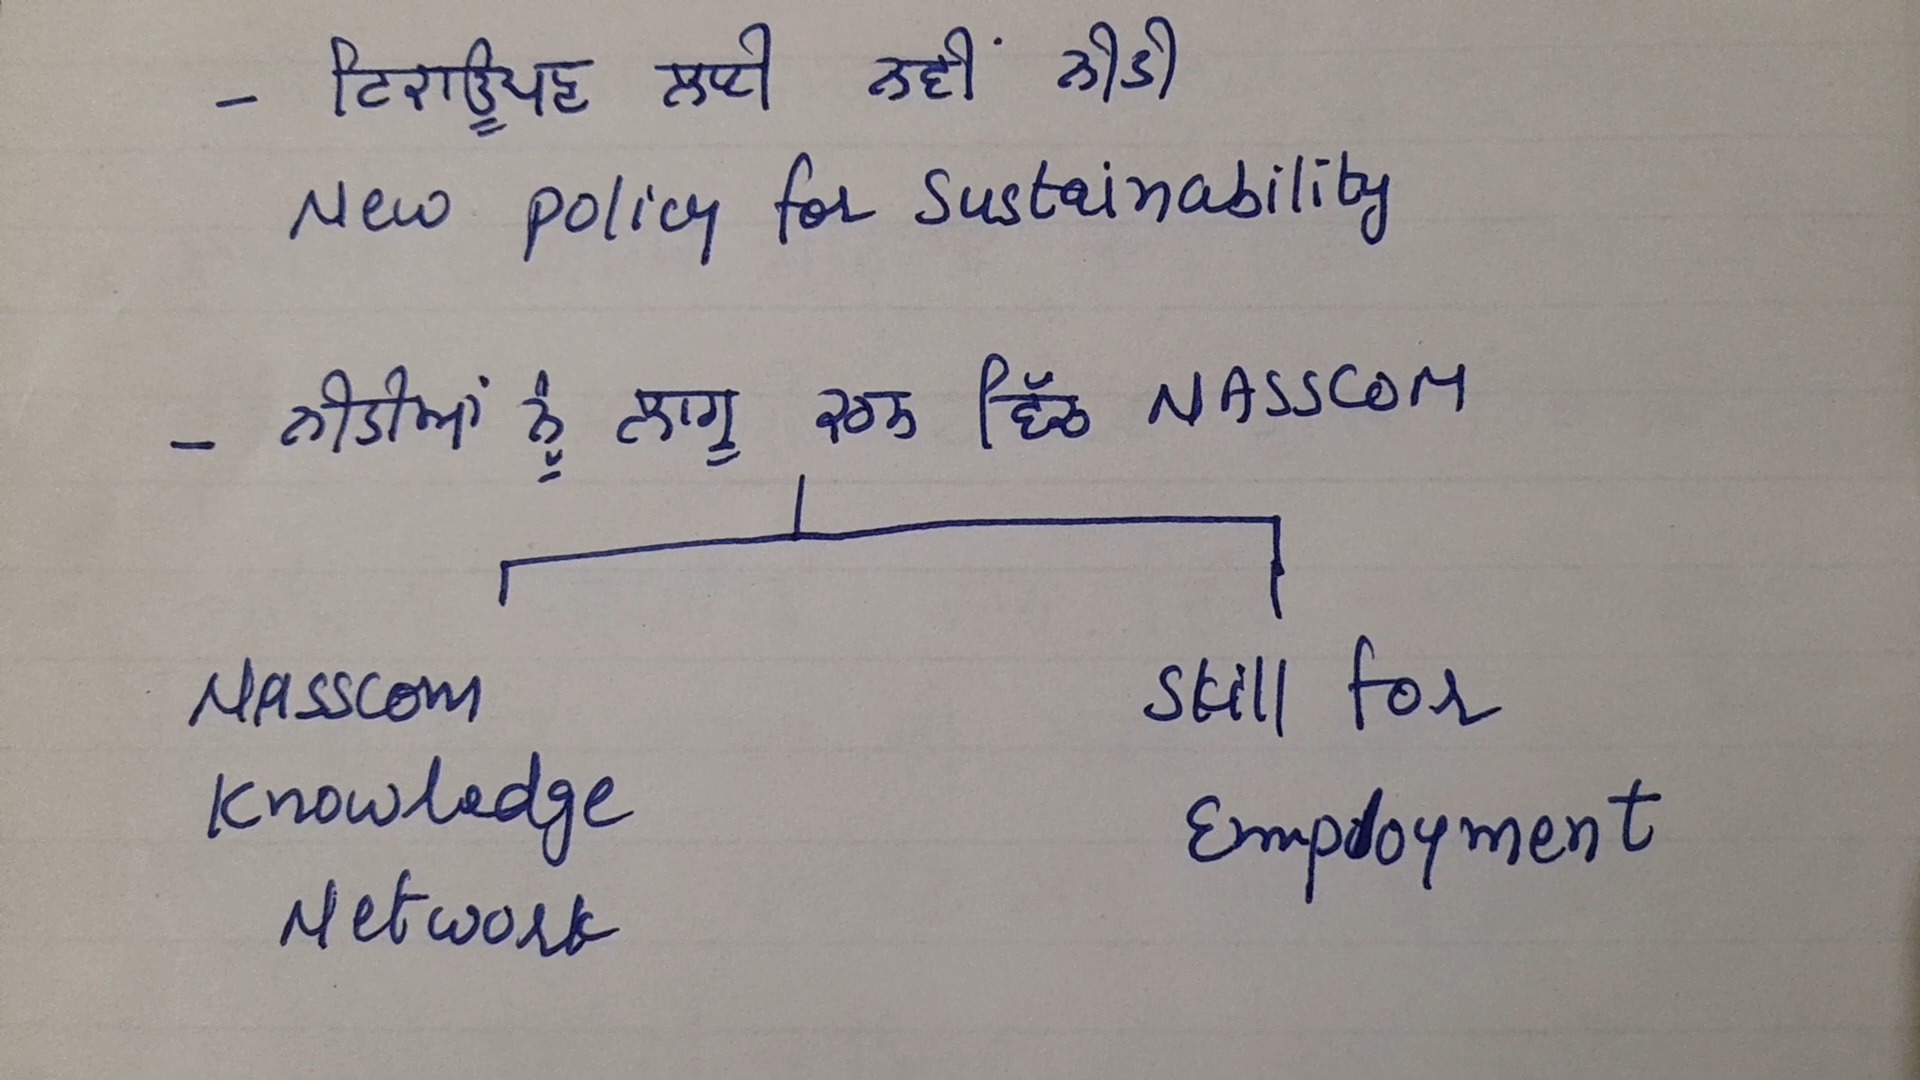 - ਟਿਕਾਊਪਣ ਲਈ ਨਵੀਂ ਨੀਤੀ
New policy for Sustainability
- ਨੀਤੀਆਂ ਨੂੰ ਲਾਗੂ ਕਰਨ ਵਿੱਚ NASSCOM
Nasscom
Skill for
Knowledge
Employment
Network